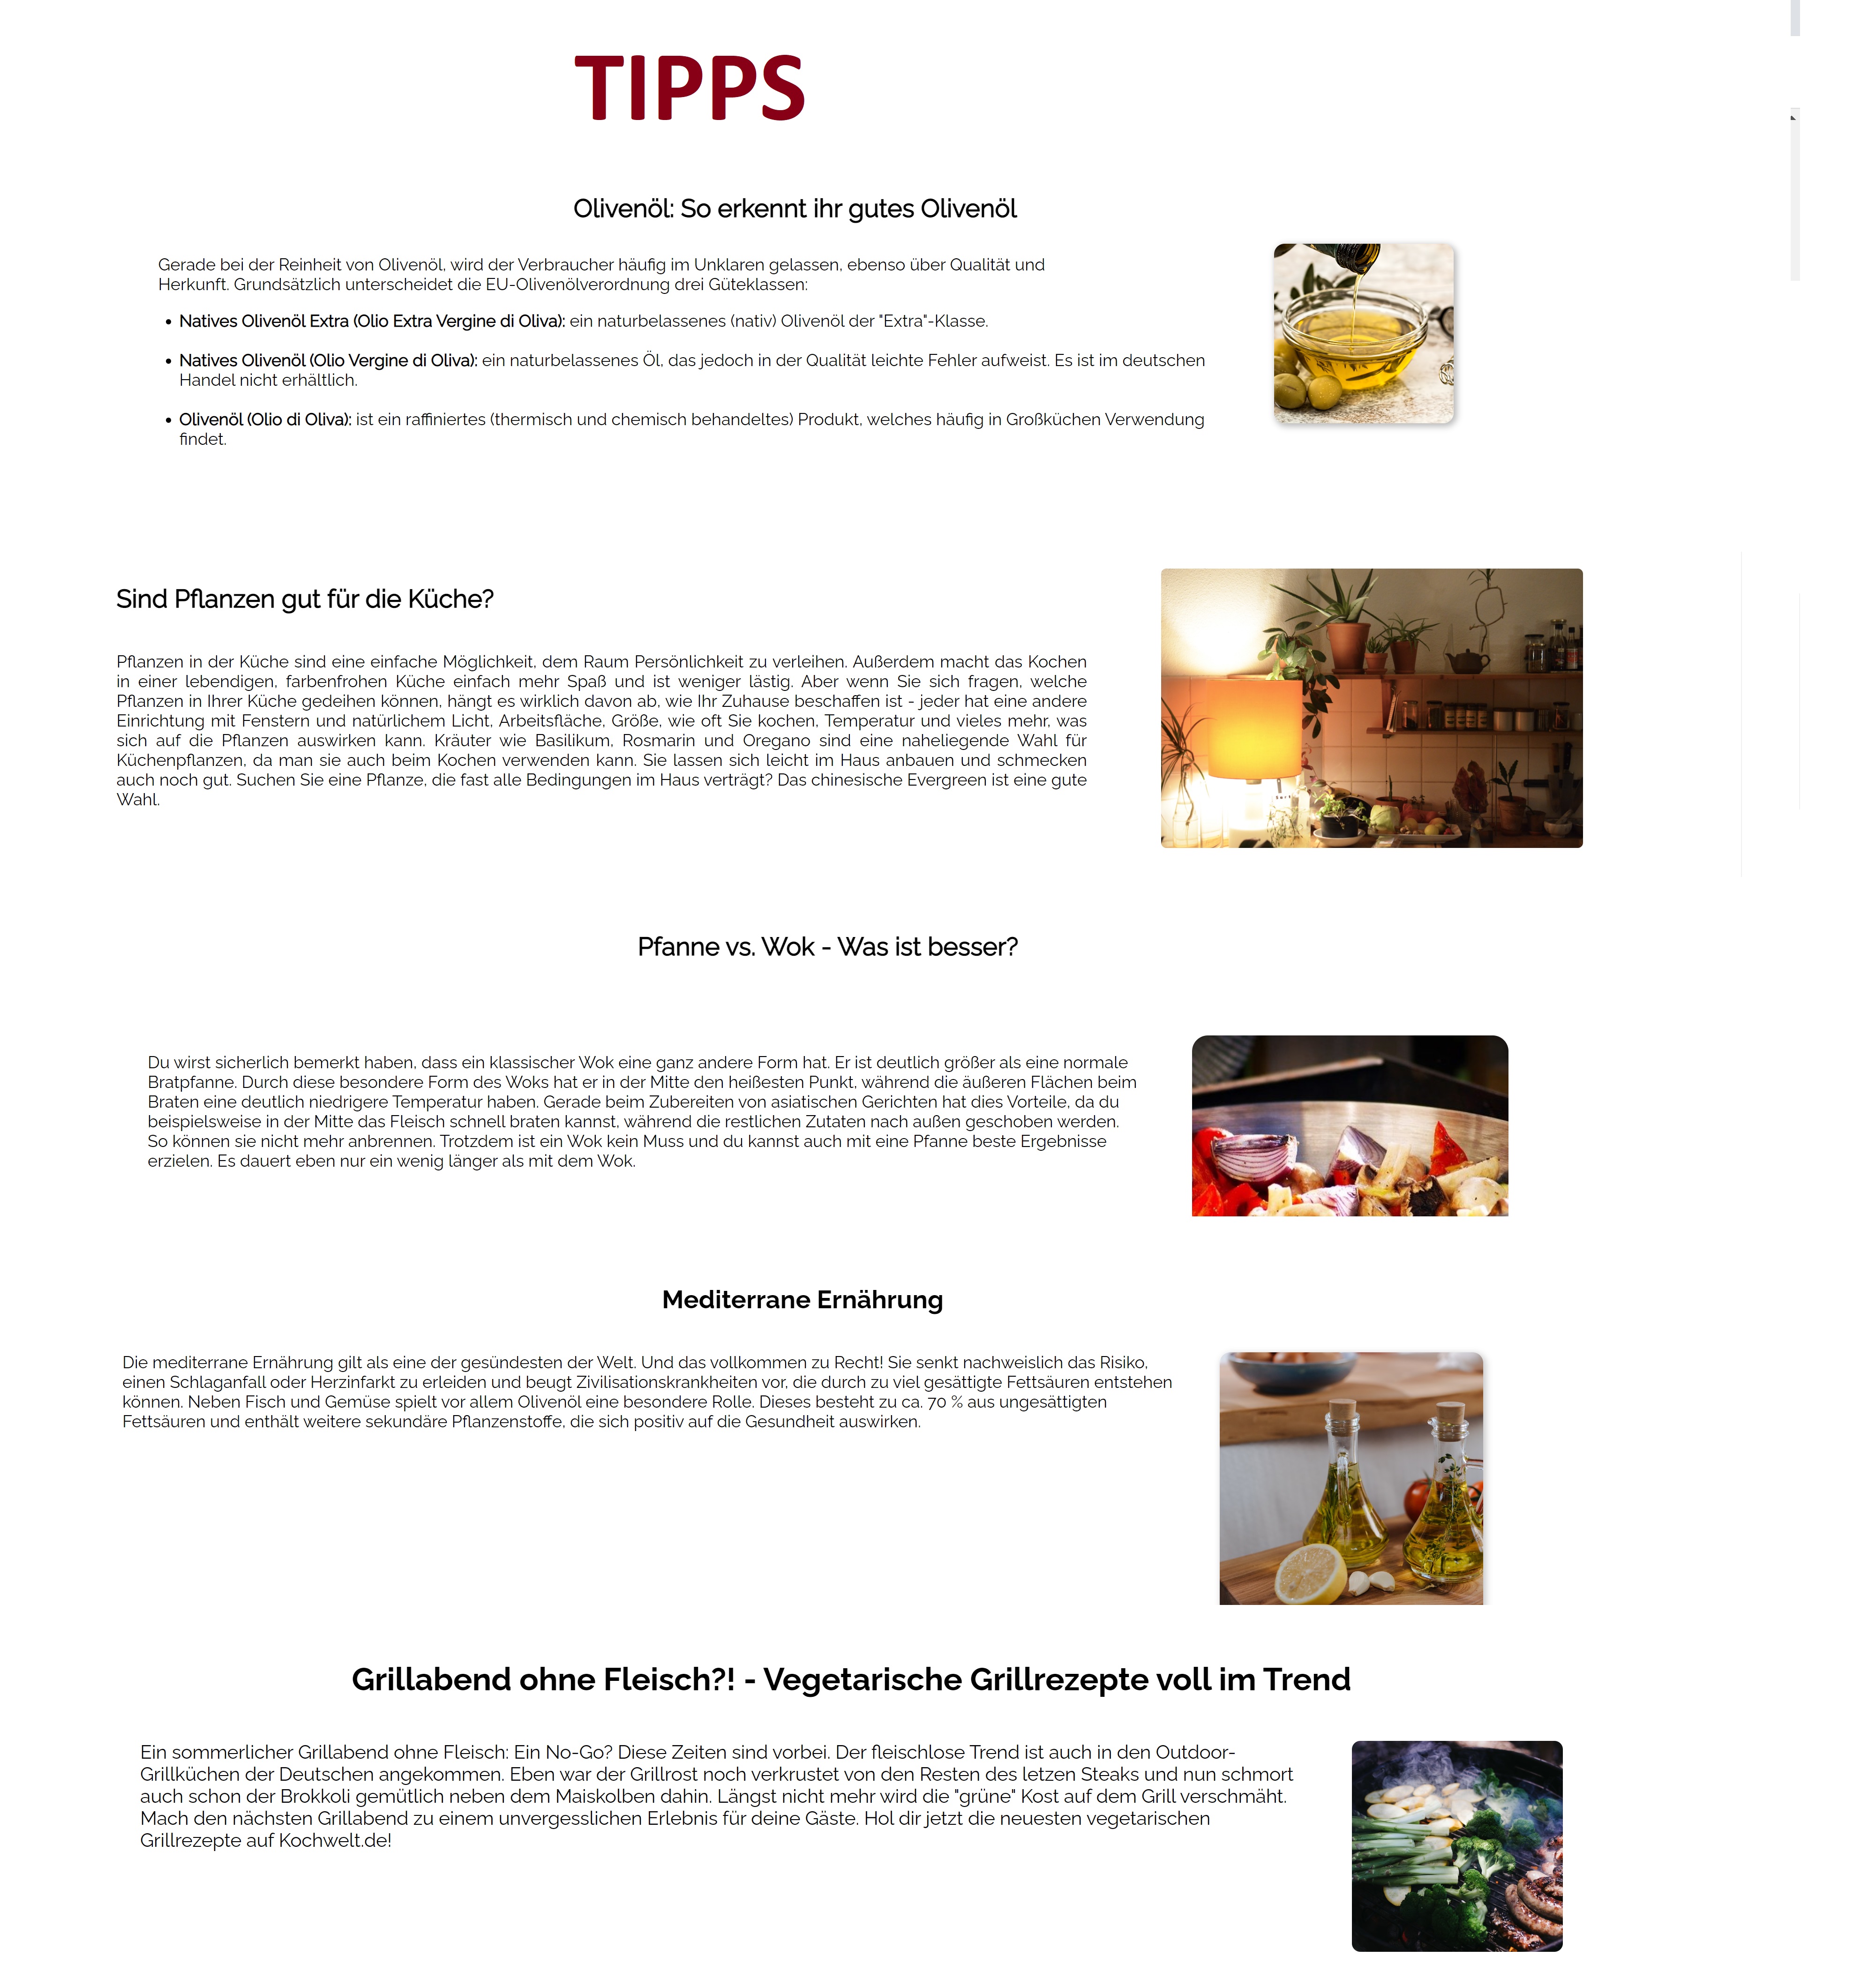 TIPPS
Olivenöl: So erkennt ihr gutes Olivenöl
Gerade bei der Reinheit von Olivenöl, wird der Verbraucher häufig im Unklaren gelassen, ebenso über Qualität und
Herkunft. Grundsätzlich unterscheidet die EU-Olivenölverordnung drei Güteklassen:
• Natives Olivenöl Extra (Olio Extra Vergine di Oliva): ein naturbelassenes (nativ) Olivenöl der "Extra"-Klasse.
• Natives Olivenöl (Olio Vergine di Oliva): ein naturbelassenes Öl, das jedoch in der Qualität leichte Fehler aufweist. Es ist im deutschen
Handel nicht erhältlich.
• Olivenöl (Olio di Oliva): ist ein raffiniertes (thermisch und chemisch behandeltes) Produkt, welches häufig in Großküchen Verwendung
findet.
Sind Pflanzen gut für die Küche?
Pflanzen in der Küche sind eine einfache Möglichkeit, dem Raum Persönlichkeit zu verleihen. Außerdem macht das Kochen
in einer lebendigen, farbenfrohen Küche einfach mehr Spaß und ist weniger lästig. Aber wenn Sie sich fragen, welche
Pflanzen in Ihrer Küche gedeihen können, hängt es wirklich davon ab, wie Ihr Zuhause beschaffen ist - jeder hat eine andere
Einrichtung mit Fenstern und natürlichem Licht, Arbeitsfläche, Größe, wie oft Sie kochen, Temperatur und vieles mehr, was
sich auf die Pflanzen auswirken kann. Kräuter wie Basilikum, Rosmarin und Oregano sind eine naheliegende Wahl für
Küchenpflanzen, da man sie auch beim Kochen verwenden kann. Sie lassen sich leicht im Haus anbauen und schmecken
auch noch gut. Suchen Sie eine Pflanze, die fast alle Bedingungen im Haus verträgt? Das chinesische Evergreen ist eine gute
Wahl.
Pfanne vs. Wok - Was ist besser?
Du wirst sicherlich bemerkt haben, dass ein klassischer Wok eine ganz andere Form hat. Er ist deutlich größer als eine normale
Bratpfanne. Durch diese besondere Form des Woks hat er in der Mitte den heißesten Punkt, während die äußeren Flächen beim
Braten eine deutlich niedrigere Temperatur haben. Gerade beim Zubereiten von asiatischen Gerichten hat dies Vorteile, da du
beispielsweise in der Mitte das Fleisch schnell braten kannst, während die restlichen Zutaten nach außen geschoben werden.
So können sie nicht mehr anbrennen. Trotzdem ist ein Wok kein Muss und du kannst auch mit eine Pfanne beste Ergebnisse
erzielen. Es dauert eben nur ein wenig länger als mit dem Wok.
Mediterrane Ernährung
Die mediterrane Ernährung gilt als eine der gesündesten der Welt. Und das vollkommen zu Recht! Sie senkt nachweislich das Risiko,
einen Schlaganfall oder Herzinfarkt zu erleiden und beugt Zivilisationskrankheiten vor, die durch zu viel gesättigte Fettsäuren entstehen
können. Neben Fisch und Gemüse spielt vor allem Olivenöl eine besondere Rolle. Dieses besteht zu ca. 70 % aus ungesättigten
Fettsäuren und enthält weitere sekundäre Pflanzenstoffe, die sich positiv auf die Gesundheit auswirken.
Grillabend ohne Fleisch?! - Vegetarische Grillrezepte voll im Trend
Ein sommerlicher Grillabend ohne Fleisch: Ein No-Go? Diese Zeiten sind vorbei. Der fleischlose Trend ist auch in den Outdoor-
Grillküchen der Deutschen angekommen. Eben war der Grillrost noch verkrustet von den Resten des letzen Steaks und nun schmort
auch schon der Brokkoli gemütlich neben dem Maiskolben dahin. Längst nicht mehr wird die "grüne" Kost auf dem Grill verschmäht.
Mach den nächsten Grillabend zu einem unvergesslichen Erlebnis für deine Gäste. Hol dir jetzt die neuesten vegetarischen
Grillrezepte auf Kochwelt.de!